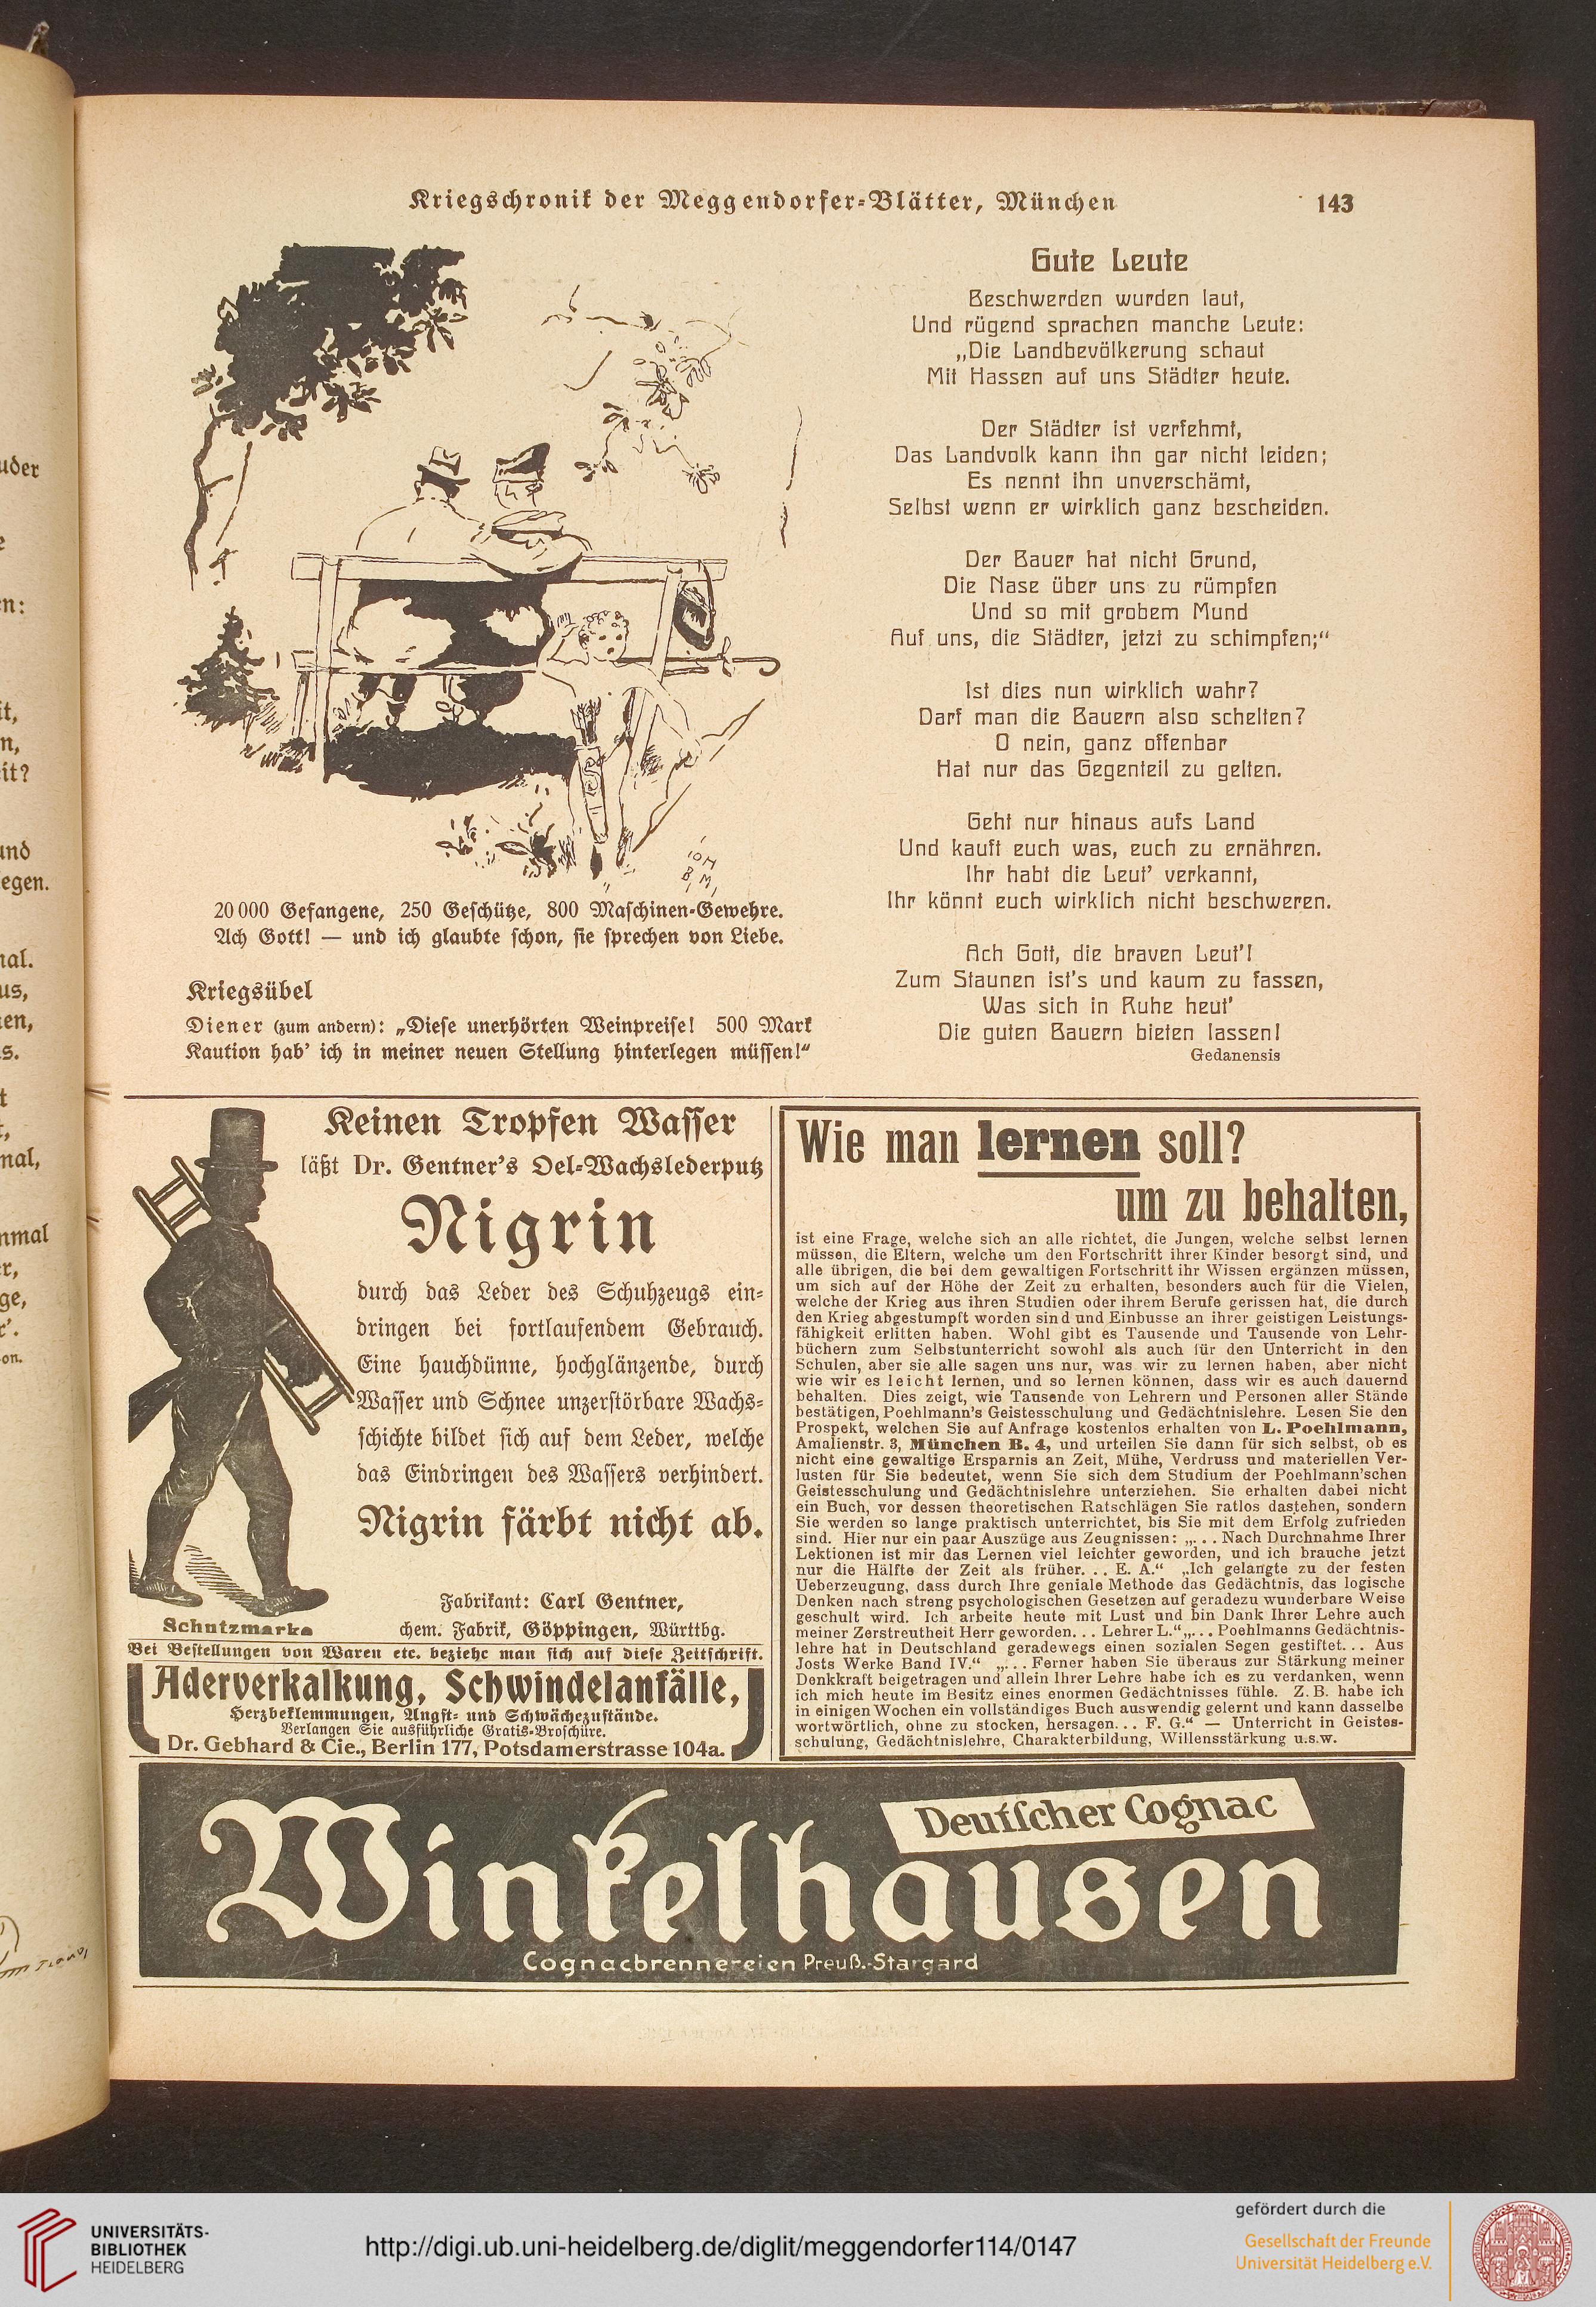 Kriegschronik der Meggendorfer-Blätter, München
143
20000 Gefangene, 250 Geschütze, 800 Maschinen-Gewehre.
Ach Gott! — und ich glaubte schon, sie sprechen von Liebe.
Kriegsübel
Diener (zum andern): „Diese unerhörten Weinpreise! 500 Mark
Kaution hab' ich in meiner neuen Stellung hinterlegen müssen!“
Gute Leute
Beschwerden wurden laut,
Und rügend sprachen manche Leute:
„Die Landbevölkerung schaut
Mit Hassen auf uns Städter heute.
Der Städter ist verfehmt,
Das Landvolk kann ihn gar nicht leiden;
Es nennt ihn unverschämt,
Selbst wenn er wirklich ganz bescheiden.
Der Bauer hat nicht Grund,
Die Nase über uns zu rümpfen
Und so mit grobem Mund
Auf uns, die Städter, jetzt zu schimpfen;“
Ist dies nun wirklich wahr?
Darf man die Bauern also schelten?
O nein, ganz offenbar
Hat nur das Gegenteil zu gelten.
Geht nur hinaus aufs Land
Und kauft euch was, euch zu ernähren.
Ihr habt die Leut' verkannt,
Ihr könnt euch wirklich nicht beschweren.
Ach Gott, die braven Leut'!
Zum Staunen ist's und kaum zu fassen,
Was sich in Ruhe heut'
Die guten Bauern bieten lassen!
Gedanensis
Keinen Tropfen Wasser
läßt Dr. Gentner's Oel-Wachslederputz
Nigrin
durch das Leder des Schuhzeugs ein-
dringen bei fortlaufendem Gebrauch.
Eine hauchdünne, hochglänzende, durch
Wasser und Schnee unzerstörbare Wachs-
schichte bildet sich auf dem Leder, welche
das Eindringen des Wassers verhindert.
Nigrin färbt nicht ab.
Fabrikant: Carl Gentner,
chem. Fabrik, Göppingen, Württbg.
Schutzmarke
Bei Bestellungen von Waren etc. beziehe man sich auf diese Zeitschrift.
Aderverkalkung, Schwindelanfälle,
Herzbeklemmungen, Angst- und Schwächezustände.
Verlangen Sie ausführliche Gratis-Broschüre.
Dr. Gebhard & Cie., Berlin 177, Potsdamerstrasse 104a.
Wie man lernen soll?
um zu behalten,
ist eine Frage, welche sich an alle richtet, die Jungen, welche selbst lernen
müssen, die Eltern, welche um den Fortschritt ihrer Kinder besorgt sind, und
alle übrigen, die bei dem gewaltigen Fortschritt ihr Wissen ergänzen müssen,
um sich auf der Höhe der Zeit zu erhalten, besonders auch für die Vielen,
welche der Krieg aus ihren Studien oder ihrem Berufe gerissen hat, die durch
den Krieg abgestumpft worden sind und Einbusse an ihrer geistigen Leistungs-
fähigkeit erlitten haben. Wohl gibt es Tausende und Tausende von Lehr-
büchern zum Selbstunterricht sowohl als auch für den Unterricht in den
Schulen, aber sie alle sagen uns nur, was wir zu lernen haben, aber nicht
wie wir es leicht lernen, und so lernen können, dass wir es auch dauernd
behalten. Dies zeigt, wie Tausende von Lehrern und Personen aller Stände
bestätigen, Poehlmann's Geistesschulung und Gedächtnislehre. Lesen Sie den
Prospekt, welchen Sie auf Anfrage kostenlos erhalten von L. Poehlmann,
Amalienstr. 3, München B. 4, und urteilen Sie dann für sich selbst, ob es
nicht eine gewaltige Ersparnis an Zeit, Mühe, Verdruss und materiellen Ver-
lusten für Sie bedeutet, wenn Sie sich dem Studium der Poehlmann'schen
Geistesschulung und Gedächtnislehre unterziehen. Sie erhalten dabei nicht
ein Buch, vor dessen theoretischen Ratschlägen Sie ratlos dastehen, sondern
Sie werden so lange praktisch unterrichtet, bis Sie mit dem Erfolg zufrieden
sind. Hier nur ein paar Auszüge aus Zeugnissen: „... Nach Durchnahme Ihrer
Lektionen ist mir das Lernen viel leichter geworden, und ich brauche jetzt
nur die Hälfte der Zeit als früher. .. E. A.“ „Ich gelangte zu der festen
Ueberzeugung, dass durch Ihre geniale Methode das Gedächtnis, das logische
Denken nach streng psychologischen Gesetzen auf geradezu wunderbare Weise
geschult wird. Ich arbeite heute mit Lust und bin Dank Ihrer Lehre auch
meiner Zerstreutheit Herr geworden... Lehrer L.“ „... Poehlmanns Gedächtnis-
lehre hat in Deutschland geradewegs einen sozialen Segen gestiftet... Aus
Josts Werke Band IV.“ „... Ferner haben Sie überaus zur Stärkung meiner
Denkkraft beigetragen und allein Ihrer Lehre habe ich es zu verdanken, wenn
ich mich heute im Besitz eines enormen Gedächtnisses fühle. Z. B. habe ich
in einigen Wochen ein vollständiges Buch auswendig gelernt und kann dasselbe
wortwörtlich, ohne zu stocken, hersagen... F. G.“ — Unterricht in Geistes-
schulung, Gedächtnislehre, Charakterbildung, Willensstärkung u.s.w.
Deutscher Cognac
Winkelhausen
Cognacbrennereien Preuß.-Stargard
UNIVERSITÄTS-
BIBLIOTHEK
HEIDELBERG
http://digi.ub.uni-heidelberg.de/diglit/meggendorfer114/0147
gefördert durch die
Gesellschaft der Freunde
Universität Heidelberg e.V.